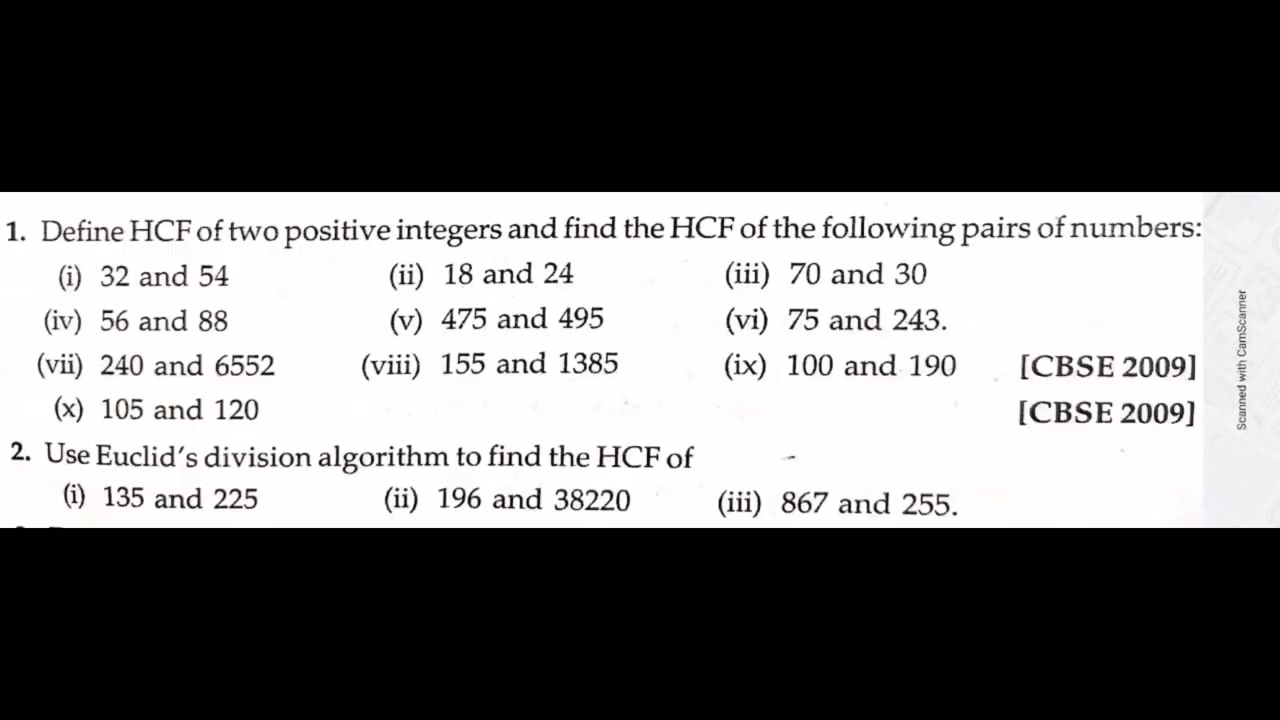 1. Define HCF of two positive integers and find the HCF of the following pairs of numbers:
(i) 32 and 54 (ii) 18 and 24 (iii) 70 and 30
(iv) 56 and 88 (v) 475 and 495 (vi) 75 and 243.
(vii) 240 and 6552 (viii) 155 and 1385 (ix) 100 and 190 [CBSE 2009]
(x) 105 and 120 [CBSE 2009]
2. Use Euclid's division algorithm to find the HCF of
(i) 135 and 225 (ii) 196 and 38220 (iii) 867 and 255.
Scanned with CamScanner